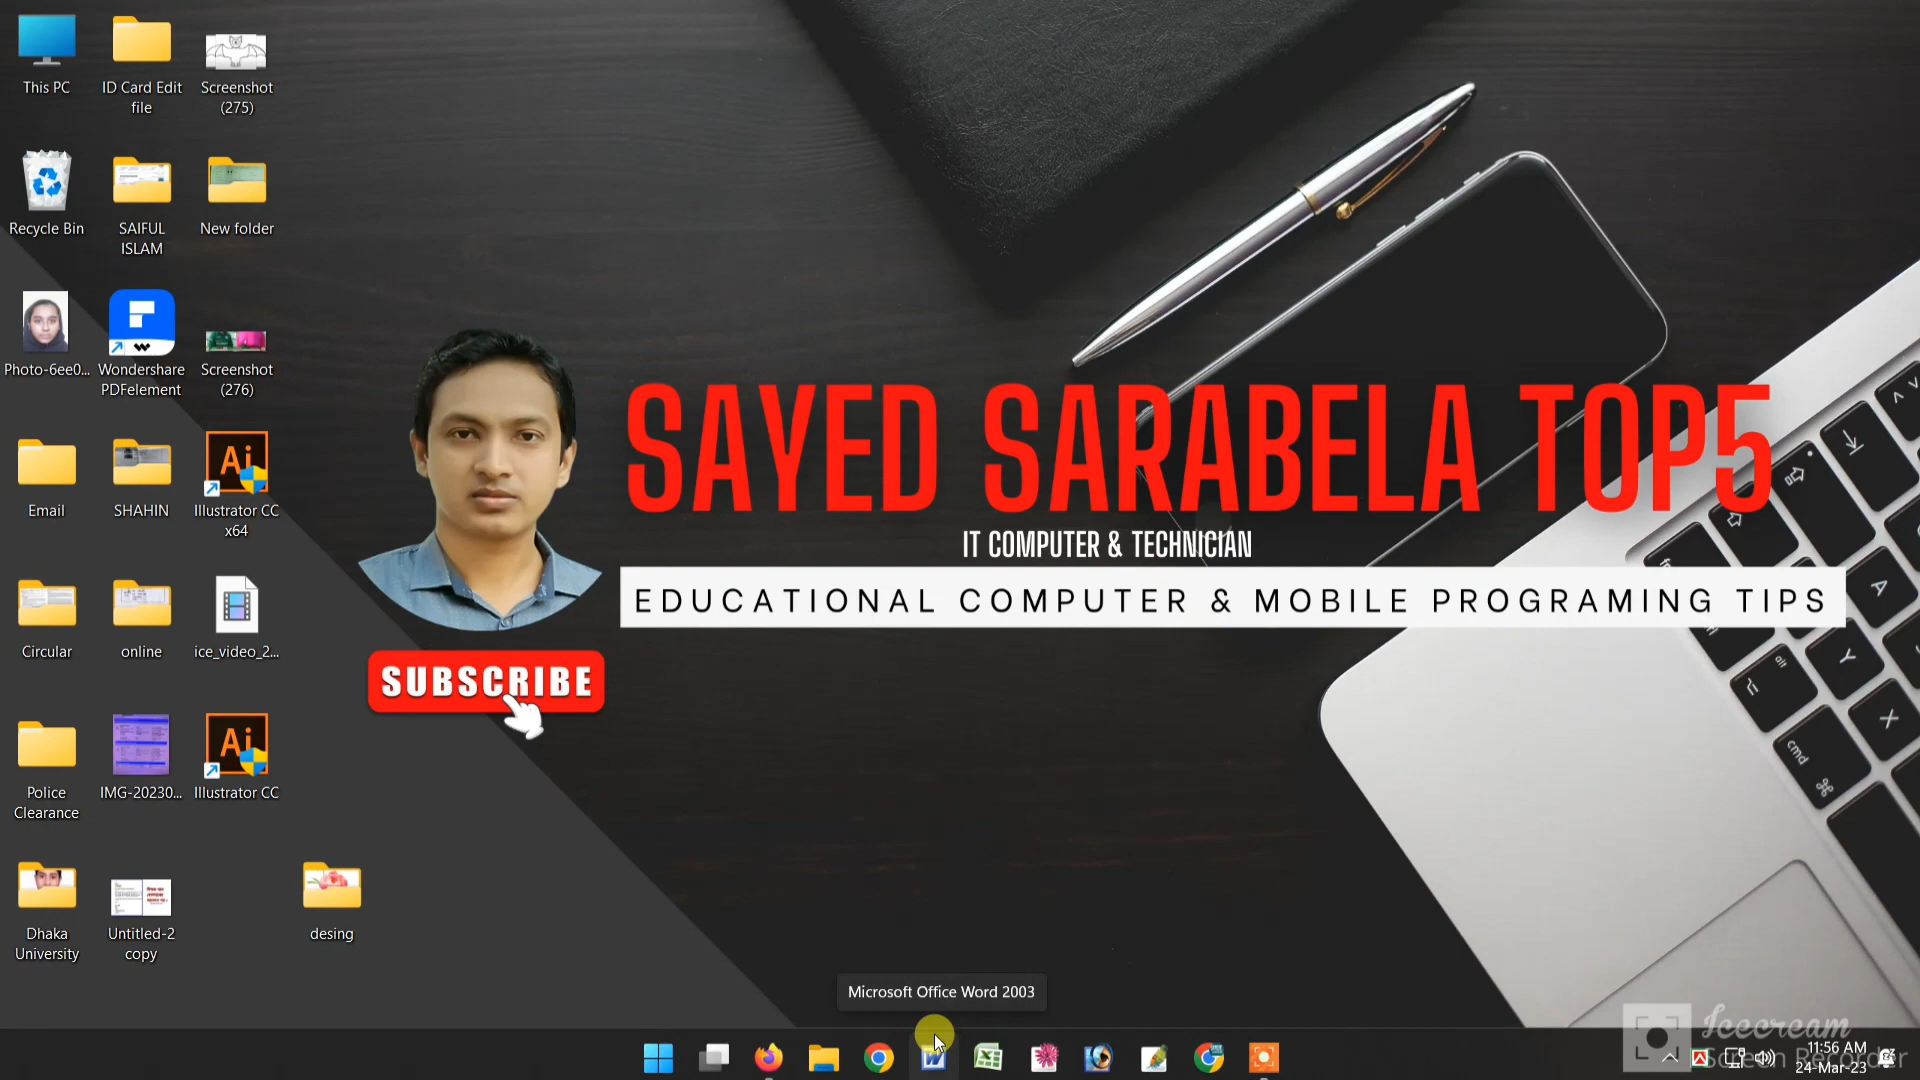 This PC
ID Card Edit
file
Screenshot
(275)
Recycle Bin
SAIFUL
ISLAM
New folder
Photo-6ee0...
Wondershare
PDFelement
Screenshot
(276)
Email
SHAHIN
Illustrator CC
x64
Circular
online
ice_video_2...
Police
Clearance
IMG-20230...
Illustrator CC
Dhaka
University
Untitled-2
copy
desing
SAYED SARABELA TOP5
IT COMPUTER & TECHNICIAN
EDUCATIONAL COMPUTER & MOBILE PROGRAMING TIPS
SUBSCRIBE
Microsoft Office Word 2003
Icecream
Screen Recorder
11:56 AM
24-Mar-23